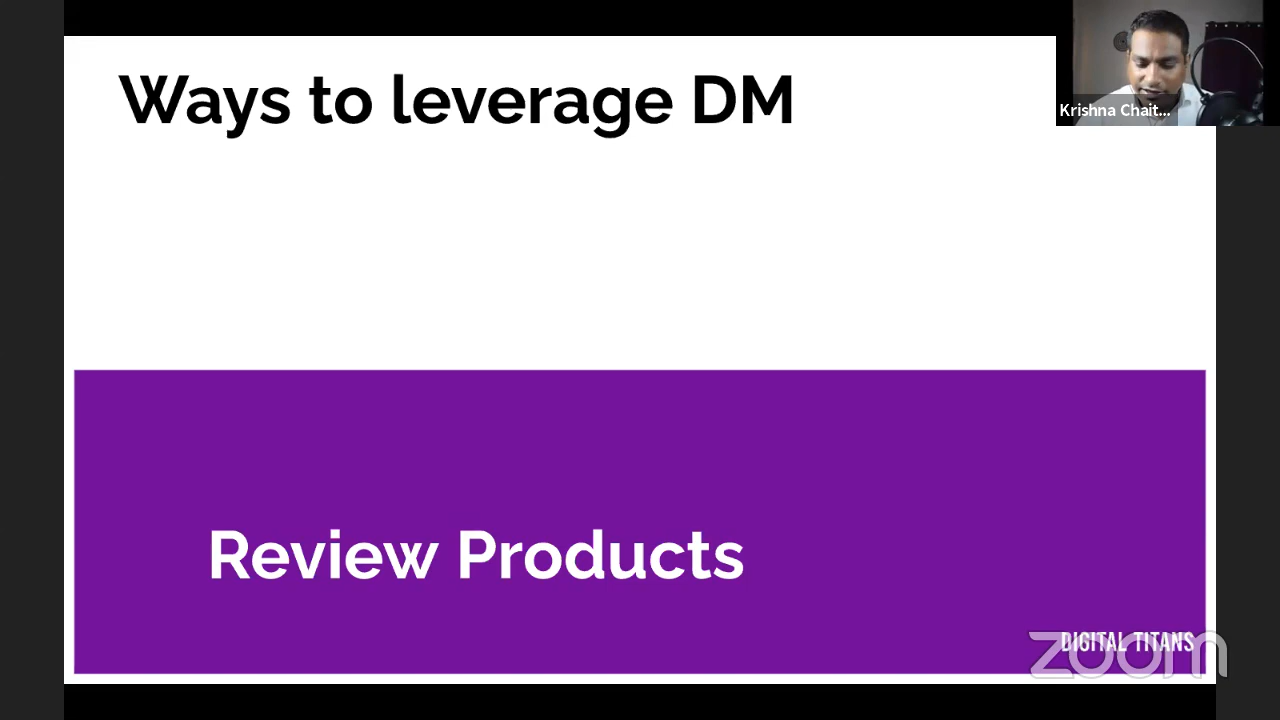 Ways to leverage DM
Krishna Chait...
Review Products
DIGITAL TITANS
zoom